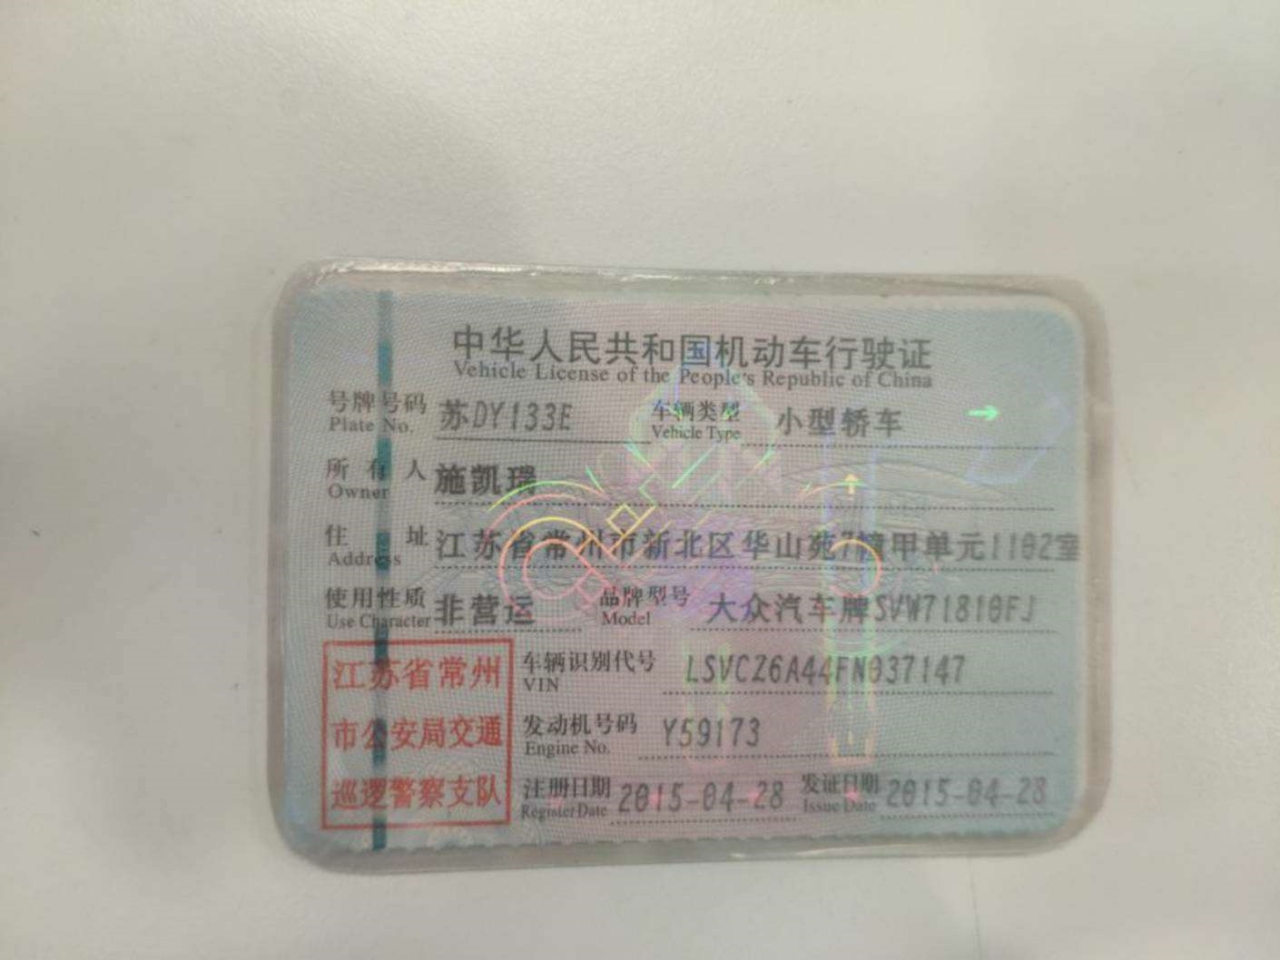 中华人民共和国机动车行驶证
Vehicle License of the People's Republic of China
号牌号码 苏DY133E 车辆类型 小型轿车
Plate No. Vehicle Type
所有人 施凯瑞
Owner
住址 江苏省常州市新北区华山苑7幢甲单元1102室
Address
使用性质 非营运 品牌型号 大众汽车牌SVW71810FJ
Use Character Model
江苏省常州 车辆识别代号 LSVCZ6A44FN037147
VIN
市公安局交通 发动机号码 Y59173
Engine No.
巡逻警察支队 注册日期 2015-04-28 发证日期 2015-04-28
Register Date Issue Date